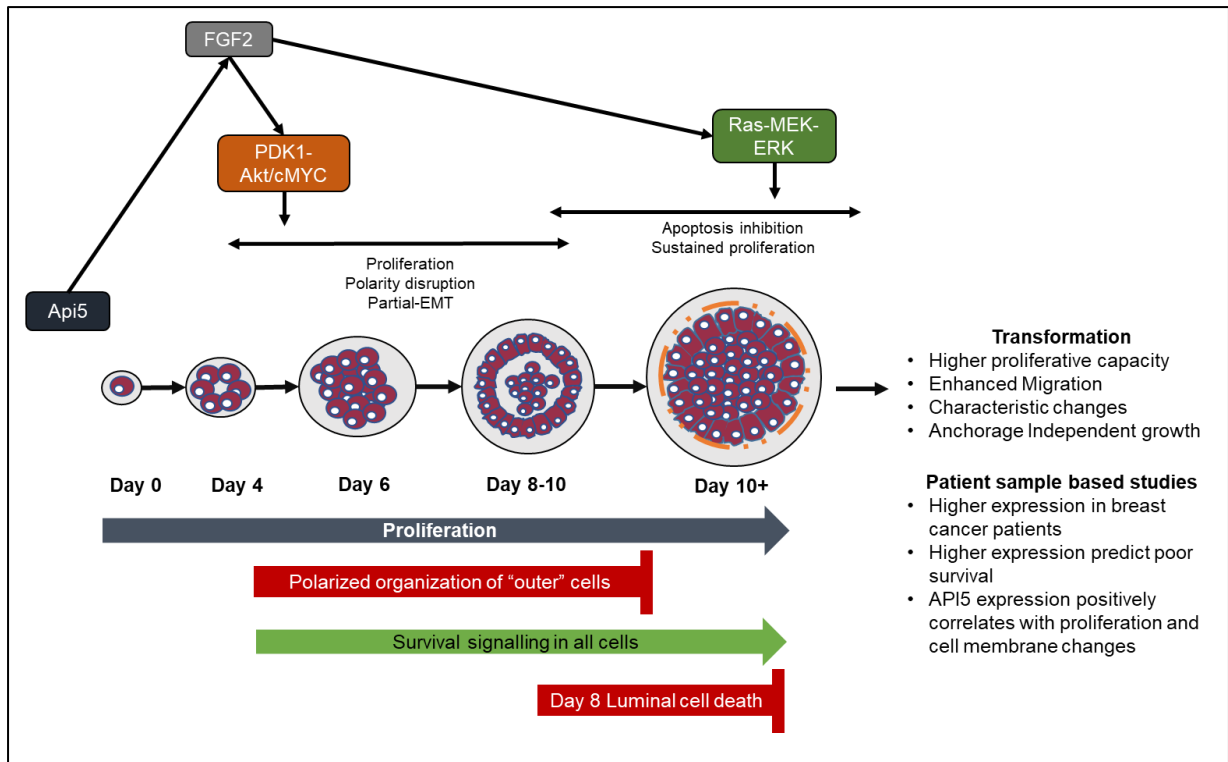 FGF2
PDK1-
Akt/cMYC
Ras-MEK-
ERK
Apoptosis inhibition
Sustained proliferation
Proliferation
Polarity disruption
Partial-EMT
Api5
Day 0
Day 4
Day 6
Day 8-10
Day 10+
Proliferation
Polarized organization of “outer” cells
Survival signalling in all cells
Day 8 Luminal cell death
Transformation
• Higher proliferative capacity
• Enhanced Migration
• Characteristic changes
• Anchorage Independent growth
Patient sample based studies
• Higher expression in breast
cancer patients
• Higher expression predict poor
survival
• API5 expression positively
correlates with proliferation and
cell membrane changes